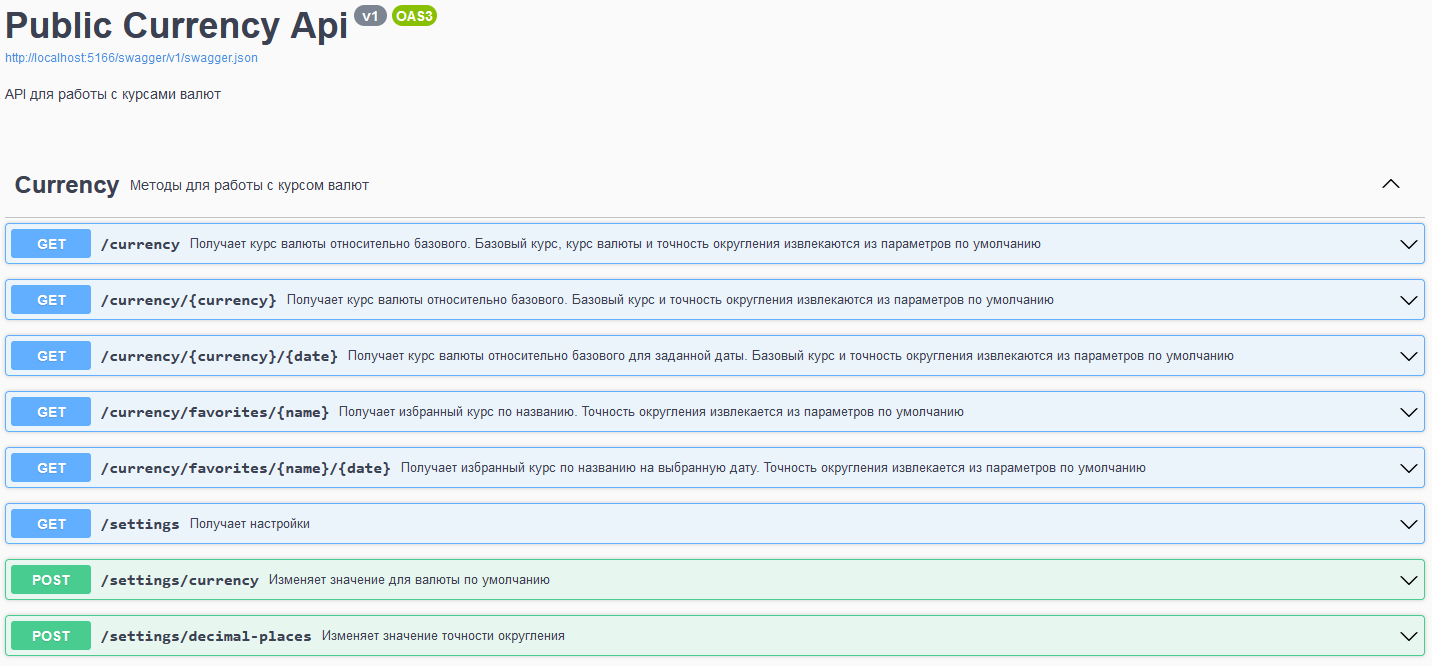 Public Currency Api v1 OAS3
http://localhost:5166/swagger/v1/swagger.json
API для работы с курсами валют
Currency Методы для работы с курсом валют
GET /currency Получает курс валюты относительно базового. Базовый курс, курс валюты и точность округления извлекаются из параметров по умолчанию
GET /currency/{currency} Получает курс валюты относительно базового. Базовый курс и точность округления извлекаются из параметров по умолчанию
GET /currency/{currency}/{date} Получает курс валюты относительно базового для заданной даты. Базовый курс и точность округления извлекаются из параметров по умолчанию
GET /currency/favorites/{name} Получает избранный курс по названию. Точность округления извлекается из параметров по умолчанию
GET /currency/favorites/{name}/{date} Получает избранный курс по названию на выбранную дату. Точность округления извлекается из параметров по умолчанию
GET /settings Получает настройки
POST /settings/currency Изменяет значение для валюты по умолчанию
POST /settings/decimal-places Изменяет значение точности округления